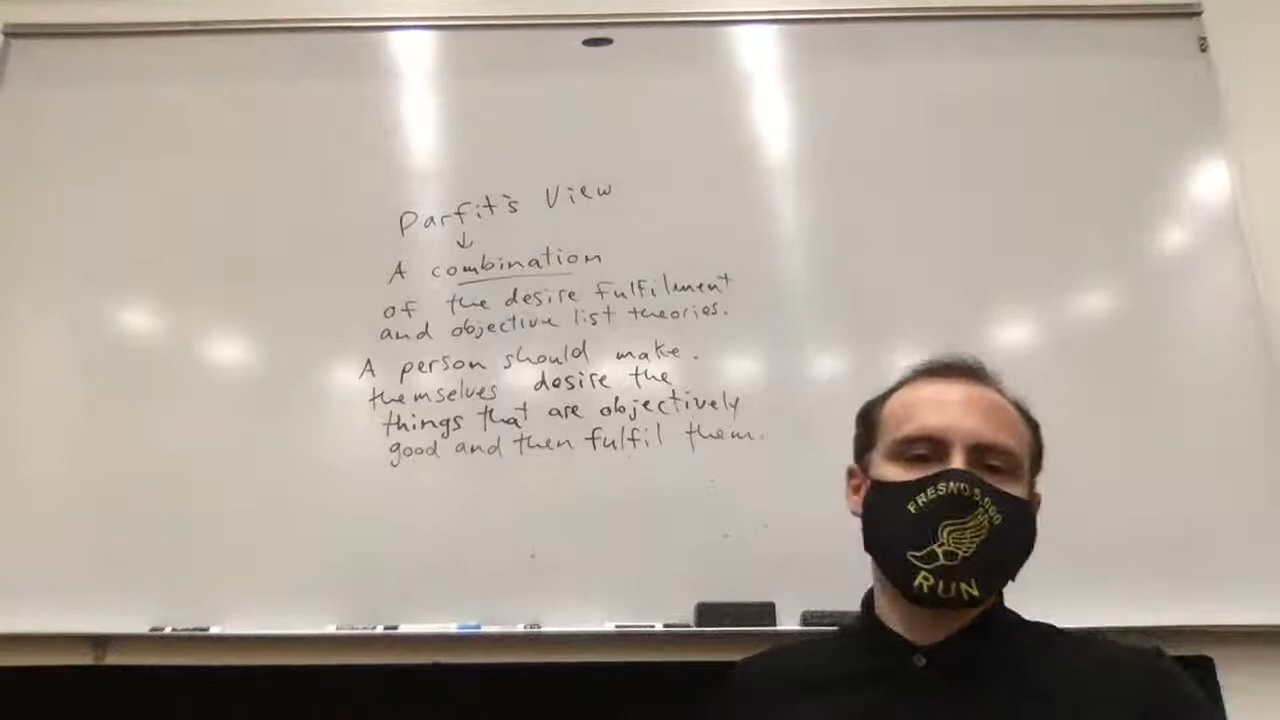 Parfit's View
↓
A combination
of the desire fulfilment
and objective list theories.
A person should make.
themselves desire the
things that are objectively
good and then fulfil them.
FRESNO 5,000
RUN